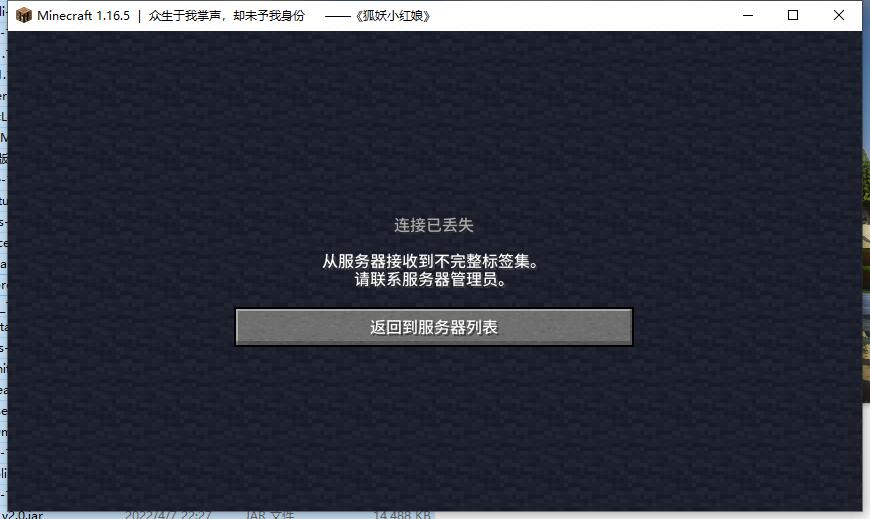 Minecraft 1.16.5 | 众生于我掌声，却未予我身份 ——《狐妖小红娘》
连接已丢失
从服务器接收到不完整标签集。
请联系服务器管理员。
返回到服务器列表
v2.0.jar 2022/4/7 22:27 JAR 文件 14,488 KB